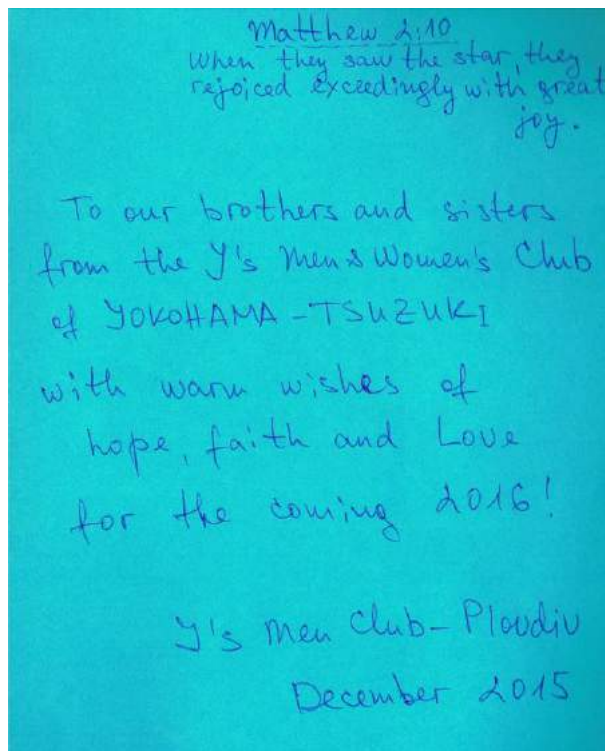 Matthew 2:10
When they saw the star, they
rejoiced exceedingly with great
joy.
To our brothers and sisters
from the Y's Men & Women's Club
of YOKOHAMA - TSUZUKI
with warm wishes of
hope, faith and Love
for the coming 2016!
Y's Men Club - Plovdiv
December 2015